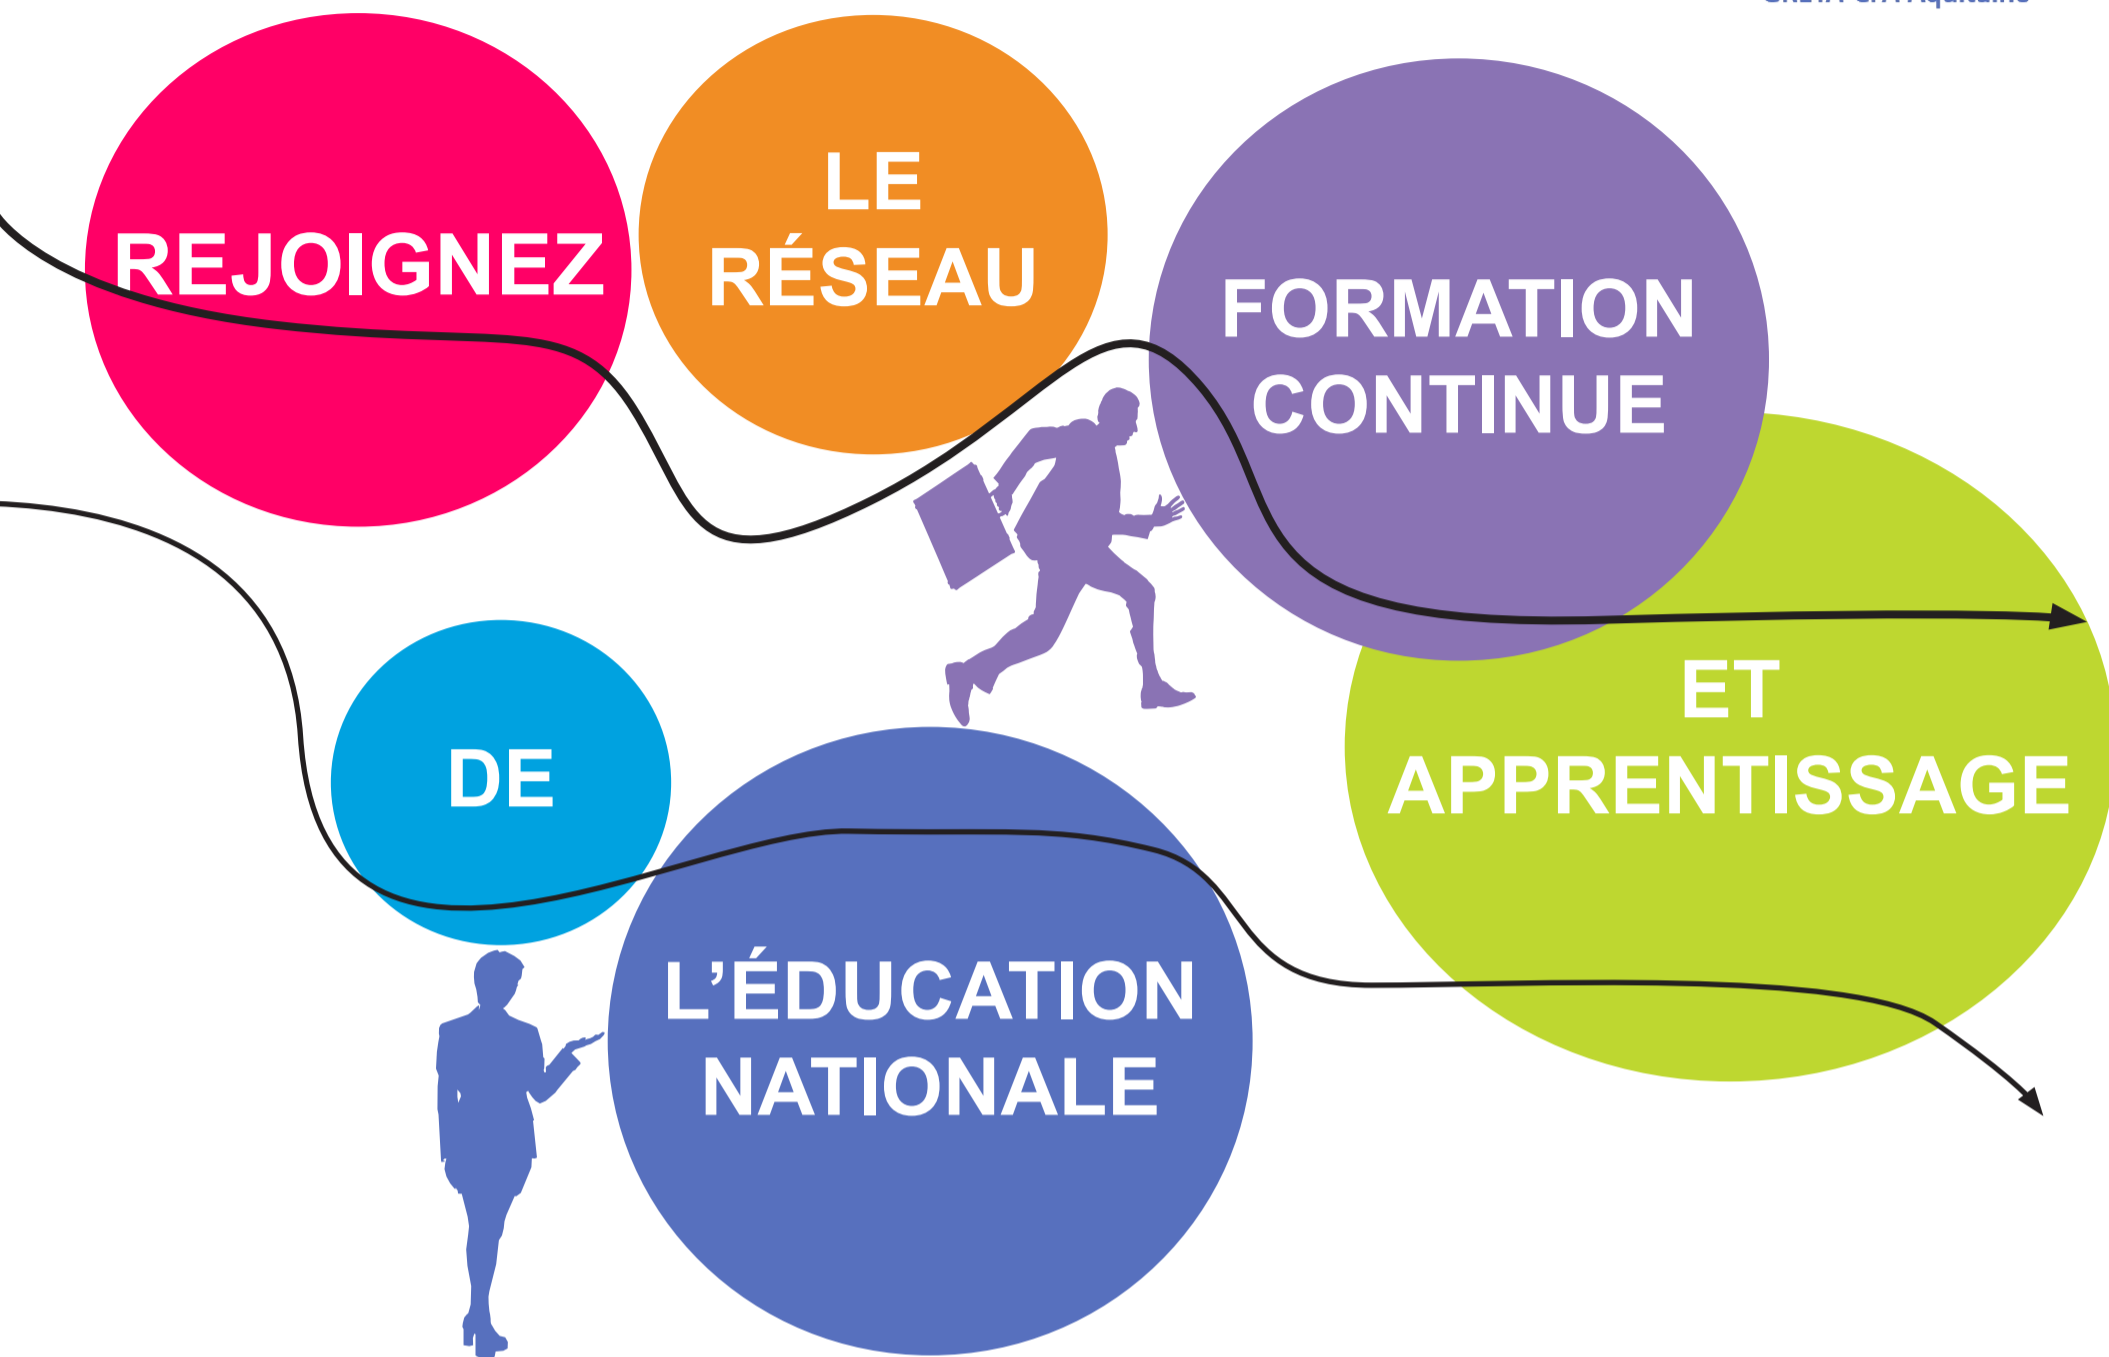 REJOIGNEZ
LE
RÉSEAU
FORMATION
CONTINUE
ET
APPRENTISSAGE
DE
L’ÉDUCATION
NATIONALE